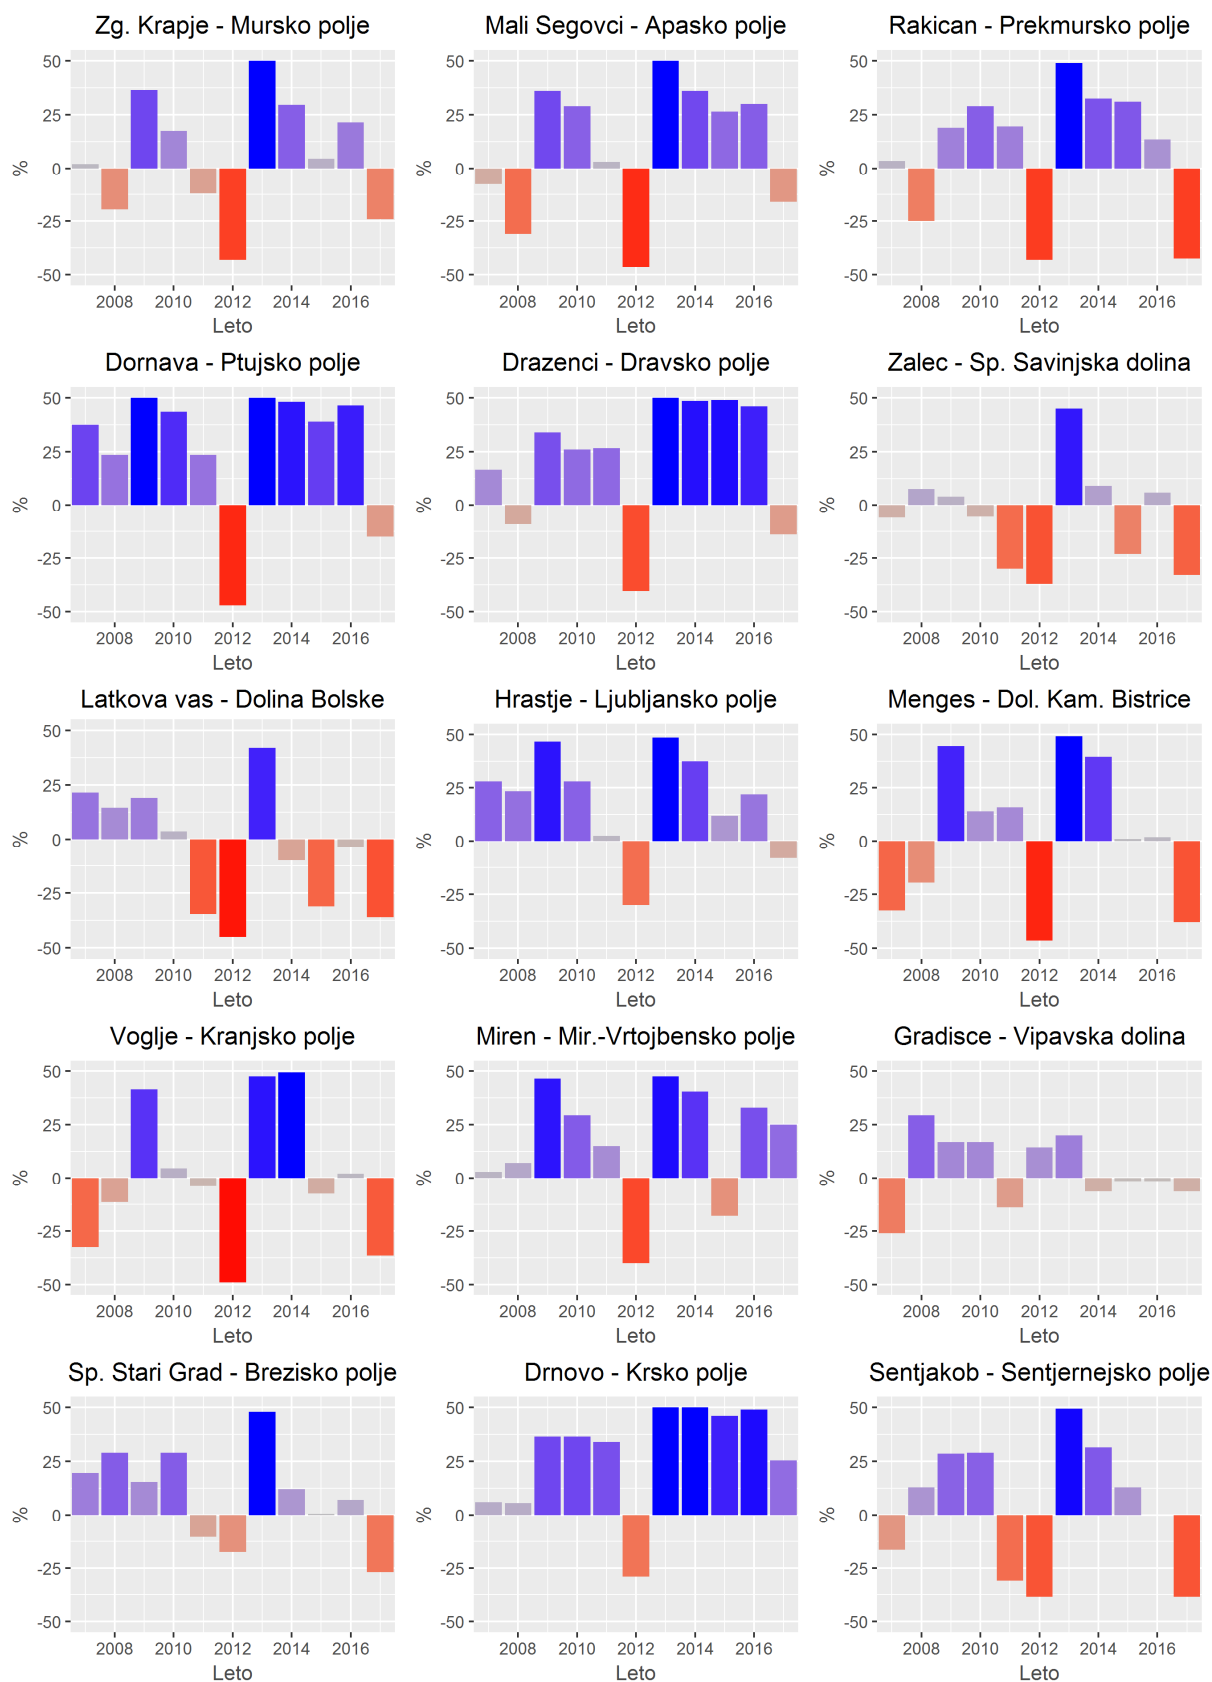 Zg. Krapje - Mursko polje
50
25
0
-25
-50
%
2008 2010 2012 2014 2016
Leto
Mali Segovci - Apasko polje
50
25
0
-25
-50
%
2008 2010 2012 2014 2016
Leto
Rakican - Prekmursko polje
50
25
0
-25
-50
%
2008 2010 2012 2014 2016
Leto
Dornava - Ptujsko polje
50
25
0
-25
-50
%
2008 2010 2012 2014 2016
Leto
Drazenci - Dravsko polje
50
25
0
-25
-50
%
2008 2010 2012 2014 2016
Leto
Zalec - Sp. Savinjska dolina
50
25
0
-25
-50
%
2008 2010 2012 2014 2016
Leto
Latkova vas - Dolina Bolske
50
25
0
-25
-50
%
2008 2010 2012 2014 2016
Leto
Hrastje - Ljubljansko polje
50
25
0
-25
-50
%
2008 2010 2012 2014 2016
Leto
Menges - Dol. Kam. Bistrice
50
25
0
-25
-50
%
2008 2010 2012 2014 2016
Leto
Voglje - Kranjsko polje
50
25
0
-25
-50
%
2008 2010 2012 2014 2016
Leto
Miren - Mir.-Vrtojbensko polje
50
25
0
-25
-50
%
2008 2010 2012 2014 2016
Leto
Gradisce - Vipavska dolina
50
25
0
-25
-50
%
2008 2010 2012 2014 2016
Leto
Sp. Stari Grad - Brezisko polje
50
25
0
-25
-50
%
2008 2010 2012 2014 2016
Leto
Drnovo - Krsko polje
50
25
0
-25
-50
%
2008 2010 2012 2014 2016
Leto
Sentjakob - Sentjernejsko polje
50
25
0
-25
-50
%
2008 2010 2012 2014 2016
Leto